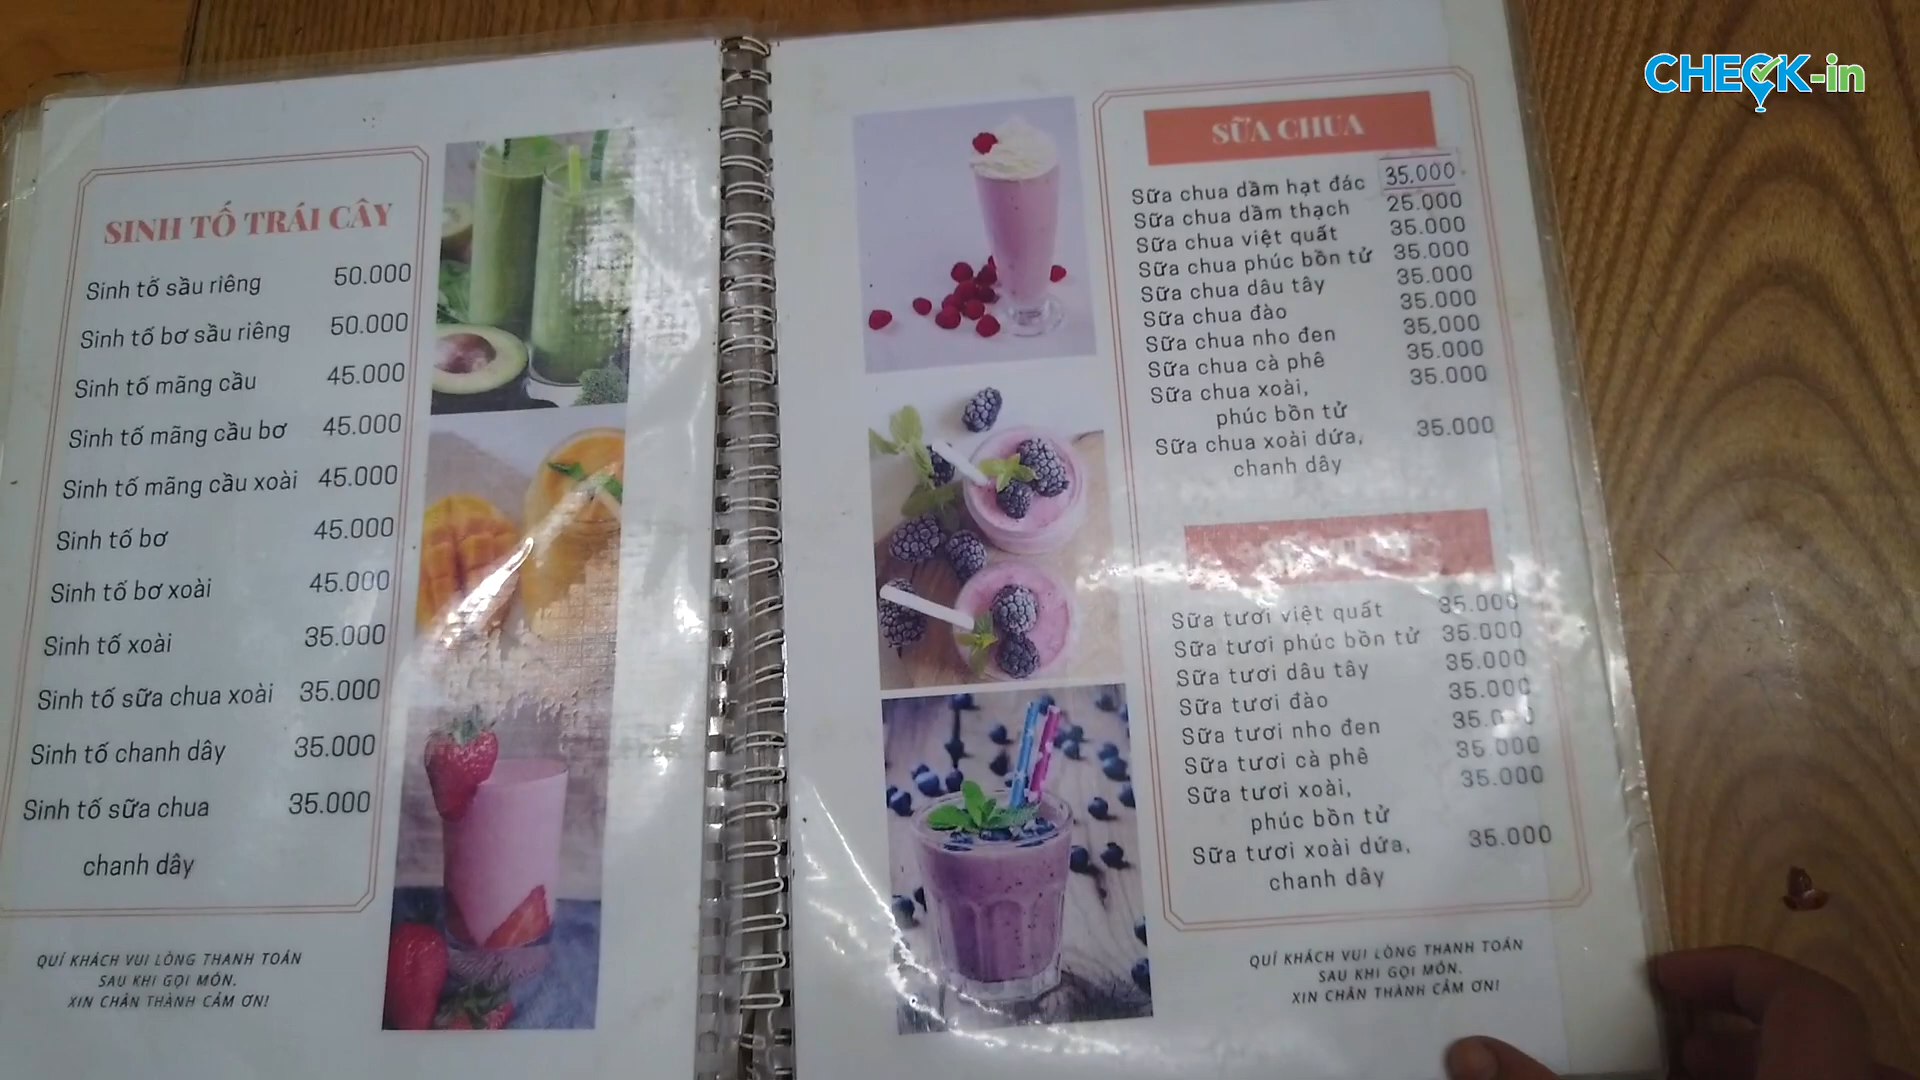 CHECK-in
SINH TỐ TRÁI CÂY
Sinh tố sầu riêng 50.000
Sinh tố bơ sầu riêng 50.000
Sinh tố mãng cầu 45.000
Sinh tố mãng cầu bơ 45.000
Sinh tố mãng cầu xoài 45.000
Sinh tố bơ 45.000
Sinh tố bơ xoài 45.000
Sinh tố xoài 35.000
Sinh tố sữa chua xoài 35.000
Sinh tố chanh dây 35.000
Sinh tố sữa chua 35.000
chanh dây
QUÍ KHÁCH VUI LÒNG THANH TOÁN
SAU KHI GỌI MÓN.
XIN CHÂN THÀNH CẢM ƠN!
SỮA CHUA
Sữa chua dầm hạt đác 35.000
Sữa chua dầm thạch 25.000
Sữa chua việt quất 35.000
Sữa chua phúc bồn tử 35.000
Sữa chua dâu tây 35.000
Sữa chua đào 35.000
Sữa chua nho đen 35.000
Sữa chua cà phê 35.000
Sữa chua xoài, 35.000
phúc bồn tử
Sữa chua xoài dứa, 35.000
chanh dây
Sữa tươi việt quất 35.000
Sữa tươi phúc bồn tử 35.000
Sữa tươi dâu tây 35.000
Sữa tươi đào 35.000
Sữa tươi nho đen 35.000
Sữa tươi cà phê 35.000
Sữa tươi xoài, 35.000
phúc bồn tử
Sữa tươi xoài dứa, 35.000
chanh dây
QUÍ KHÁCH VUI LÒNG THANH TOÁN
SAU KHI GỌI MÓN.
XIN CHÂN THÀNH CẢM ƠN!